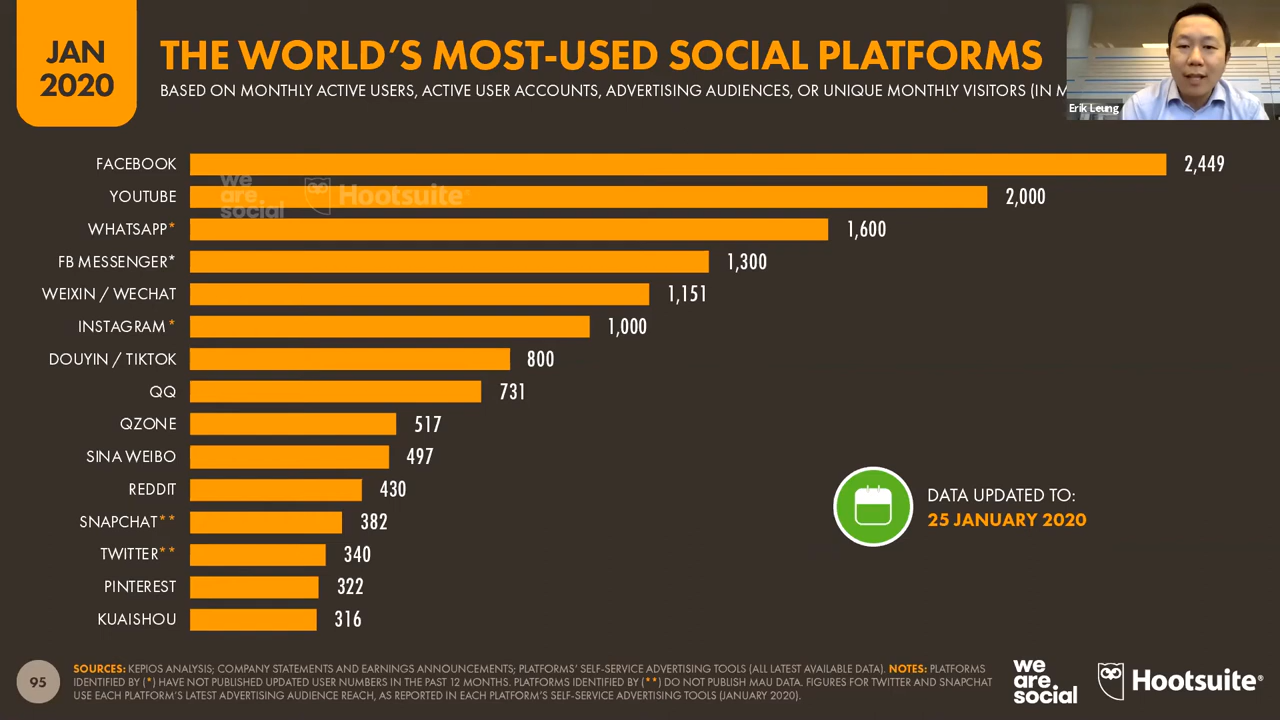 JAN
2020
THE WORLD'S MOST-USED SOCIAL PLATFORMS
BASED ON MONTHLY ACTIVE USERS, ACTIVE USER ACCOUNTS, ADVERTISING AUDIENCES, OR UNIQUE MONTHLY VISITORS (IN M
Erik Leung
FACEBOOK 2,449
YOUTUBE 2,000
WHATSAPP* 1,600
FB MESSENGER* 1,300
WEIXIN / WECHAT 1,151
INSTAGRAM* 1,000
DOUYIN / TIKTOK 800
QQ 731
QZONE 517
SINA WEIBO 497
REDDIT 430
SNAPCHAT** 382
TWITTER** 340
PINTEREST 322
KUAISHOU 316
we
are.
social
Hootsuite™
DATA UPDATED TO:
25 JANUARY 2020
95
SOURCES: KEPIOS ANALYSIS; COMPANY STATEMENTS AND EARNINGS ANNOUNCEMENTS; PLATFORMS' SELF-SERVICE ADVERTISING TOOLS (ALL LATEST AVAILABLE DATA). NOTES: PLATFORMS
IDENTIFIED BY (*) HAVE NOT PUBLISHED UPDATED USER NUMBERS IN THE PAST 12 MONTHS. PLATFORMS IDENTIFIED BY (**) DO NOT PUBLISH MAU DATA. FIGURES FOR TWITTER AND SNAPCHAT
USE EACH PLATFORM'S LATEST ADVERTISING AUDIENCE REACH, AS REPORTED IN EACH PLATFORM'S SELF-SERVICE ADVERTISING TOOLS (JANUARY 2020).
we
are.
social
Hootsuite®